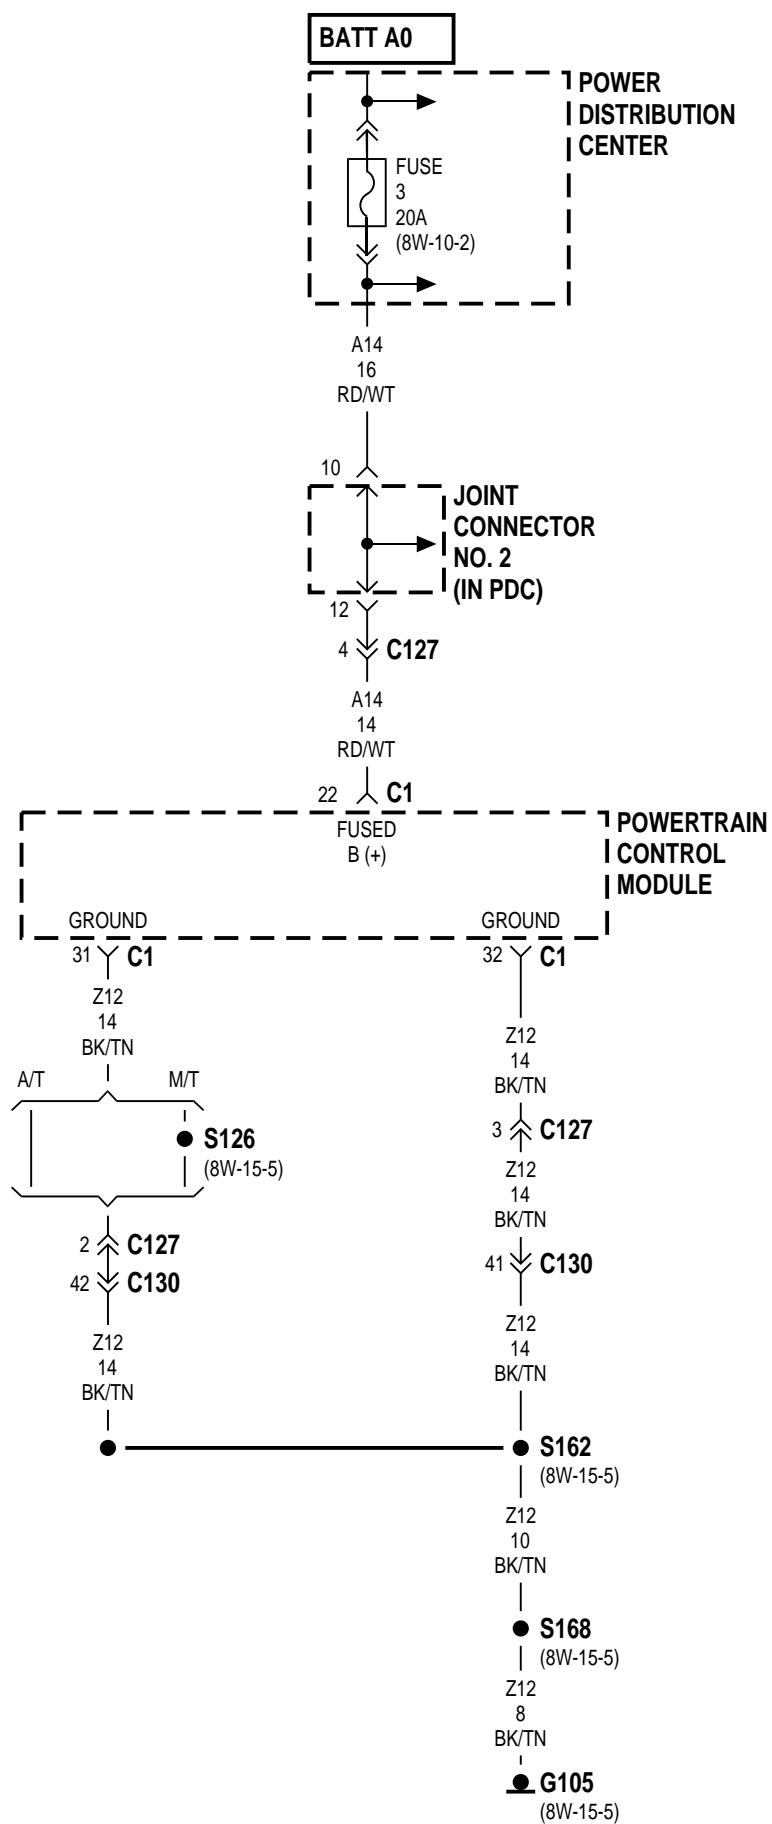 BATT A0
POWER
DISTRIBUTION
CENTER
FUSE
3
20A
(8W-10-2)
A14
16
RD/WT
10
JOINT
CONNECTOR
NO. 2
(IN PDC)
12
4 C127
A14
14
RD/WT
22 C1
FUSED
B (+)
POWERTRAIN
CONTROL
MODULE
GROUND GROUND
31 C1
32 C1
Z12
14
BK/TN
A/T M/T
S126
(8W-15-5)
2 C127
42 C130
Z12
14
BK/TN
Z12
14
BK/TN
3 C127
Z12
14
BK/TN
41 C130
Z12
14
BK/TN
S162
(8W-15-5)
Z12
10
BK/TN
S168
(8W-15-5)
Z12
8
BK/TN
G105
(8W-15-5)